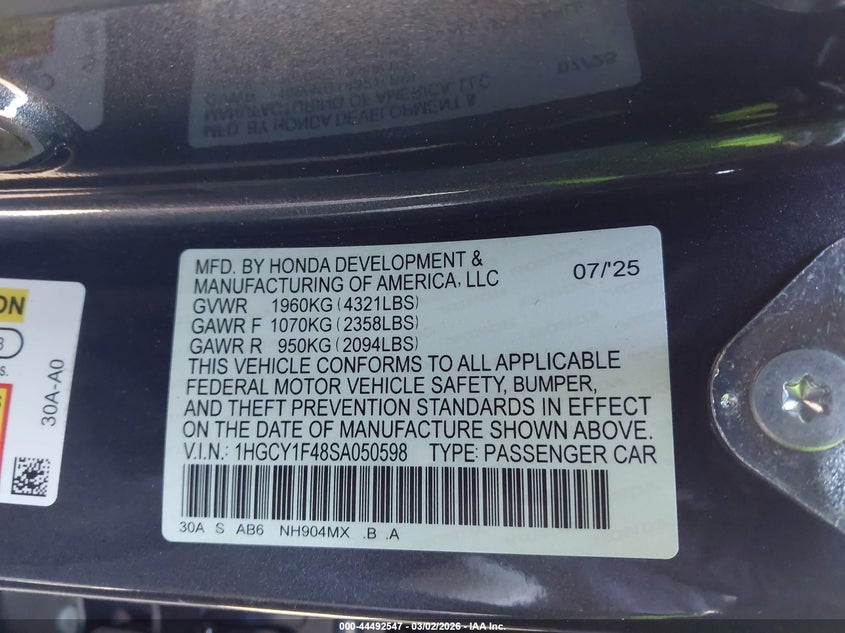 MFD. BY HONDA DEVELOPMENT &
MANUFACTURING OF AMERICA, LLC
07/'25
GVWR 1960KG (4321LBS)
GAWR F 1070KG (2358LBS)
GAWR R 950KG (2094LBS)
THIS VEHICLE CONFORMS TO ALL APPLICABLE
FEDERAL MOTOR VEHICLE SAFETY, BUMPER,
AND THEFT PREVENTION STANDARDS IN EFFECT
ON THE DATE OF MANUFACTURE SHOWN ABOVE.
V.I.N.: 1HGCY1F48SA050598 TYPE: PASSENGER CAR
30A S AB6 NH904MX .B .A
30A-A0
000-44492547 - 03/02/2026 - IAA Inc.